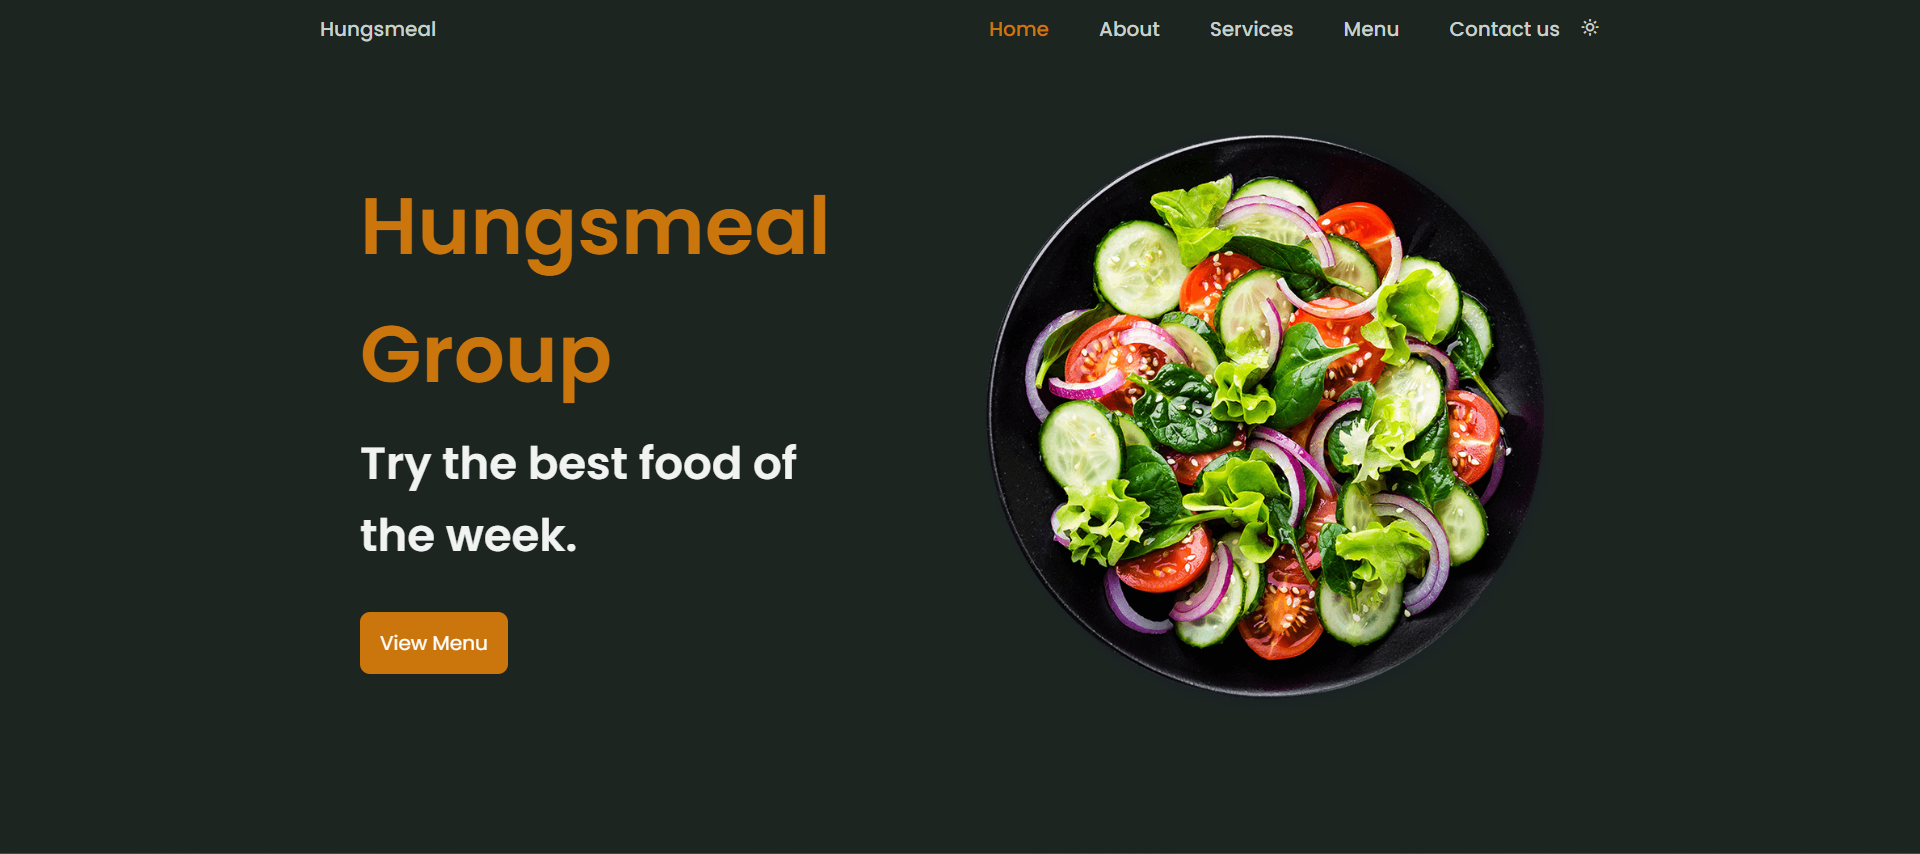 Hungsmeal
Home About Services Menu Contact us
Hungsmeal
Group
Try the best food of
the week.
View Menu